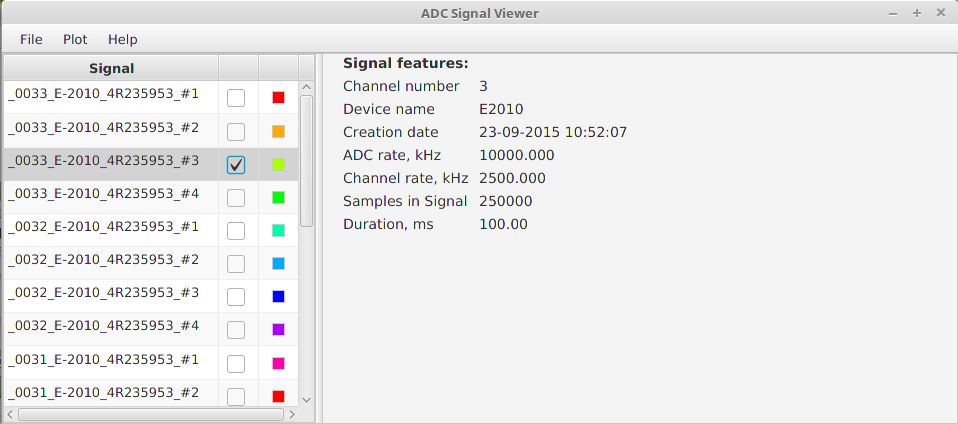 ADC Signal Viewer
File Plot Help
Signal
_0033_E-2010_4R235953_#1
_0033_E-2010_4R235953_#2
_0033_E-2010_4R235953_#3
_0033_E-2010_4R235953_#4
_0032_E-2010_4R235953_#1
_0032_E-2010_4R235953_#2
_0032_E-2010_4R235953_#3
_0032_E-2010_4R235953_#4
_0031_E-2010_4R235953_#1
_0031_E-2010_4R235953_#2
Signal features:
Channel number 3
Device name E2010
Creation date 23-09-2015 10:52:07
ADC rate, kHz 10000.000
Channel rate, kHz 2500.000
Samples in Signal 250000
Duration, ms 100.00